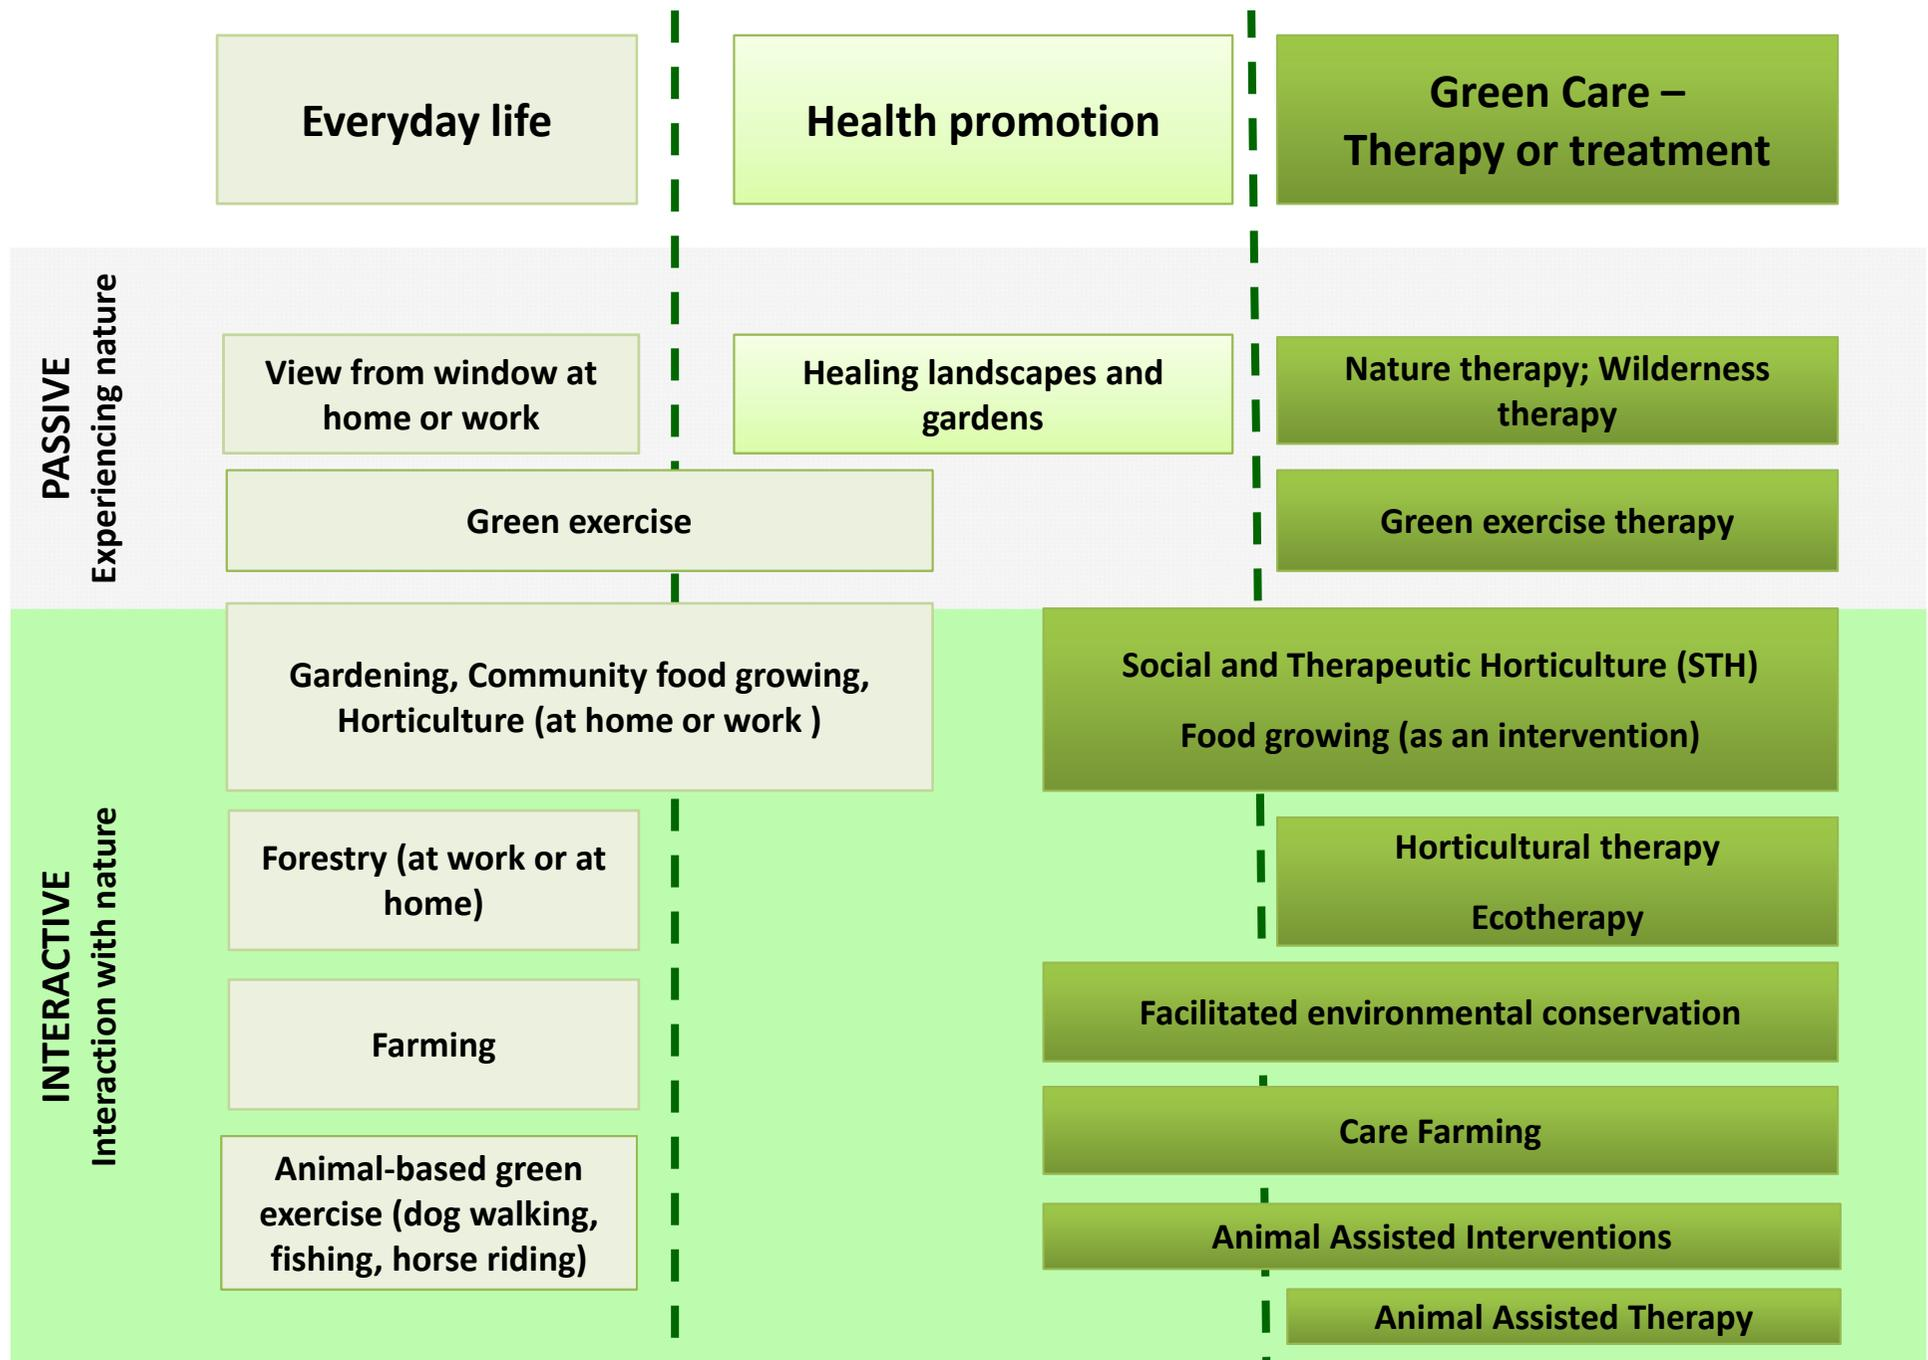 Everyday life
Health promotion
Green Care –
Therapy or treatment
PASSIVE
Experiencing nature
View from window at
home or work
Healing landscapes and
gardens
Nature therapy; Wilderness
therapy
Green exercise
Green exercise therapy
INTERACTIVE
Interaction with nature
Gardening, Community food growing,
Horticulture (at home or work )
Social and Therapeutic Horticulture (STH)
Food growing (as an intervention)
Forestry (at work or at
home)
Horticultural therapy
Ecotherapy
Farming
Facilitated environmental conservation
Care Farming
Animal-based green
exercise (dog walking,
fishing, horse riding)
Animal Assisted Interventions
Animal Assisted Therapy